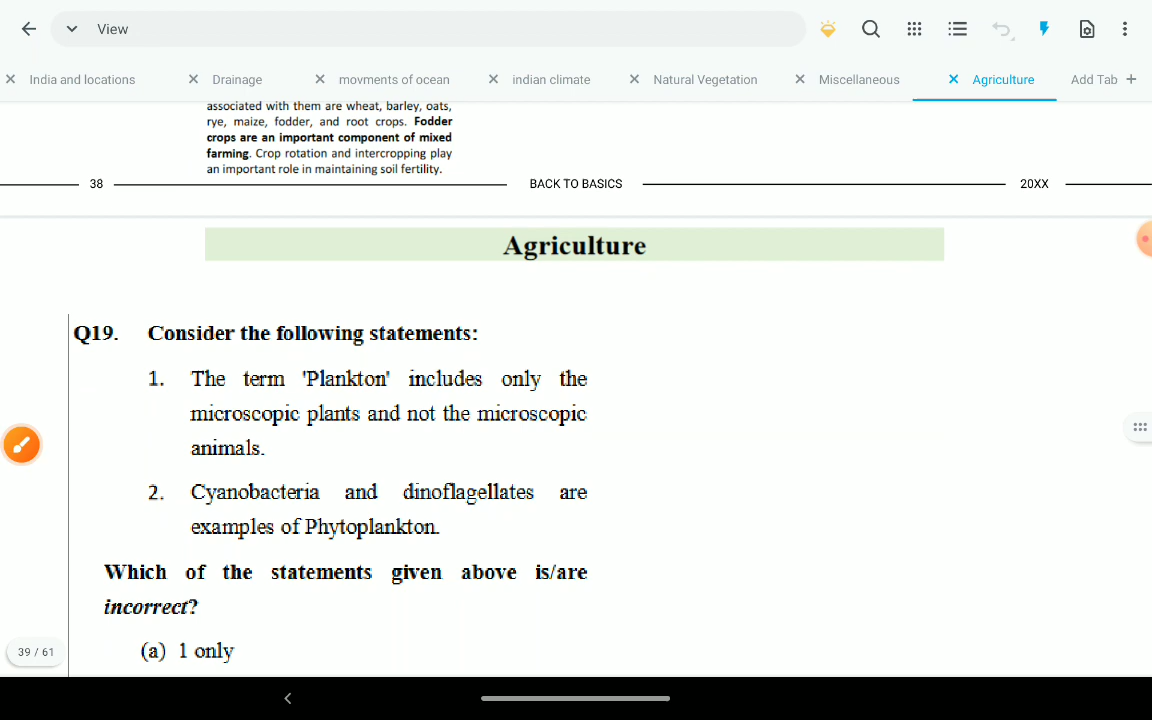 View
India and locations
Drainage
movments of ocean
indian climate
Natural Vegetation
Miscellaneous
Agriculture
Add Tab
associated with them are wheat, barley, oats,
rye, maize, fodder, and root crops. Fodder
crops are an important component of mixed
farming. Crop rotation and intercropping play
an important role in maintaining soil fertility.
38 BACK TO BASICS 20XX
Agriculture
Q19. Consider the following statements:
1. The term 'Plankton' includes only the
microscopic plants and not the microscopic
animals.
2. Cyanobacteria and dinoflagellates are
examples of Phytoplankton.
Which of the statements given above is/are
incorrect?
(a) 1 only
39 / 61